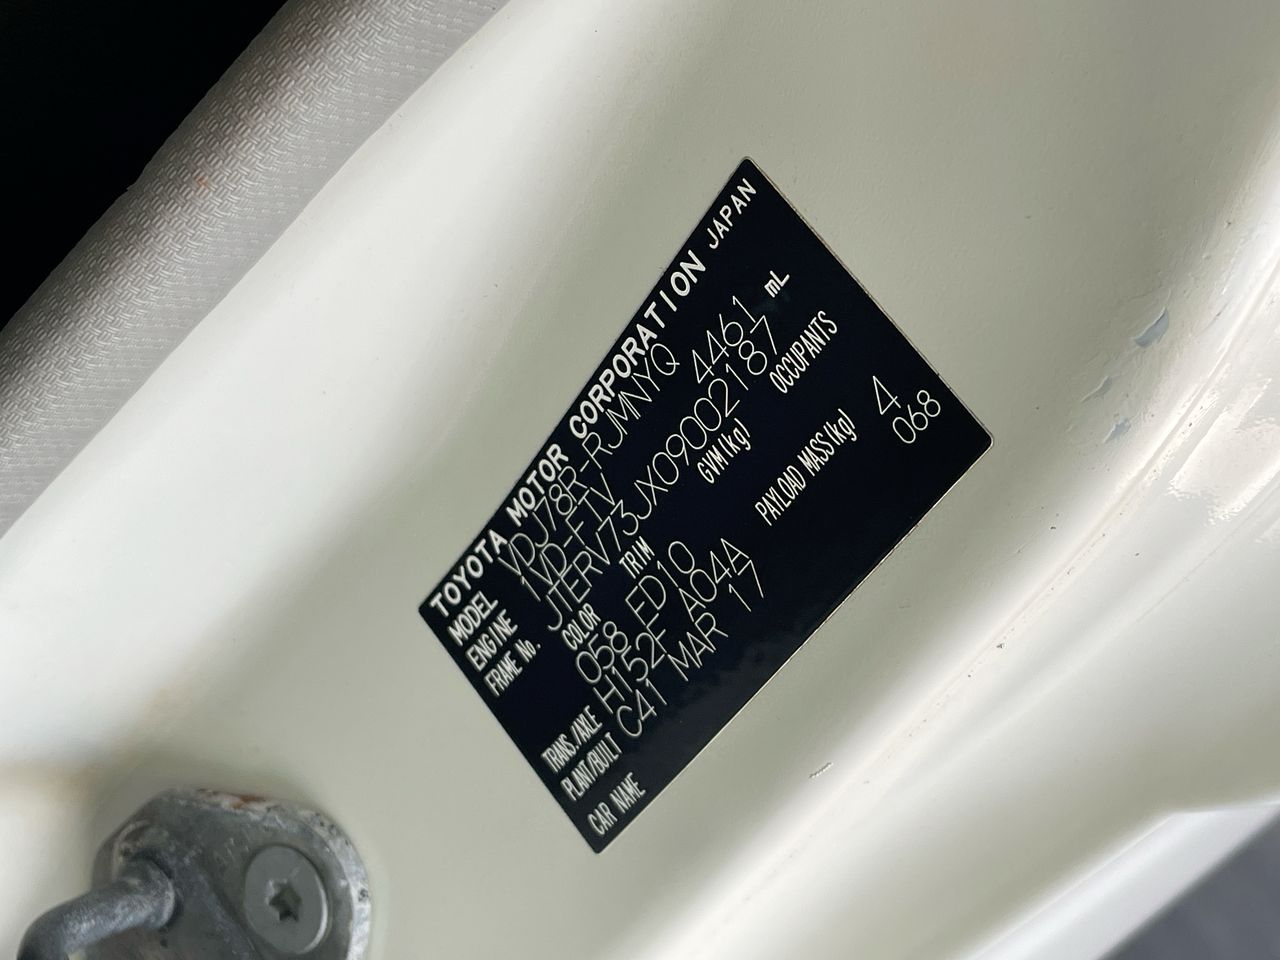 TOYOTA MOTOR CORPORATION JAPAN
MODEL VDJ78R-RJMNYQ
ENGINE 1VD-FTV 4461 mL
FRAME No. JTERV73JX09002187
COLOR TRIM GVM(kg) OCCUPANTS
058 FD10
TRANS./AXLE H152F A04A PAYLOAD MASS(kg) 4
PLANT/BUILT C41 MAR 17 068
CAR NAME